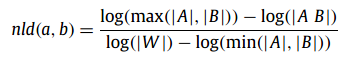 nld(a, b) = log(max(|A|, |B|)) − log(|A B|) / log(|W|) − log(min(|A|, |B|))